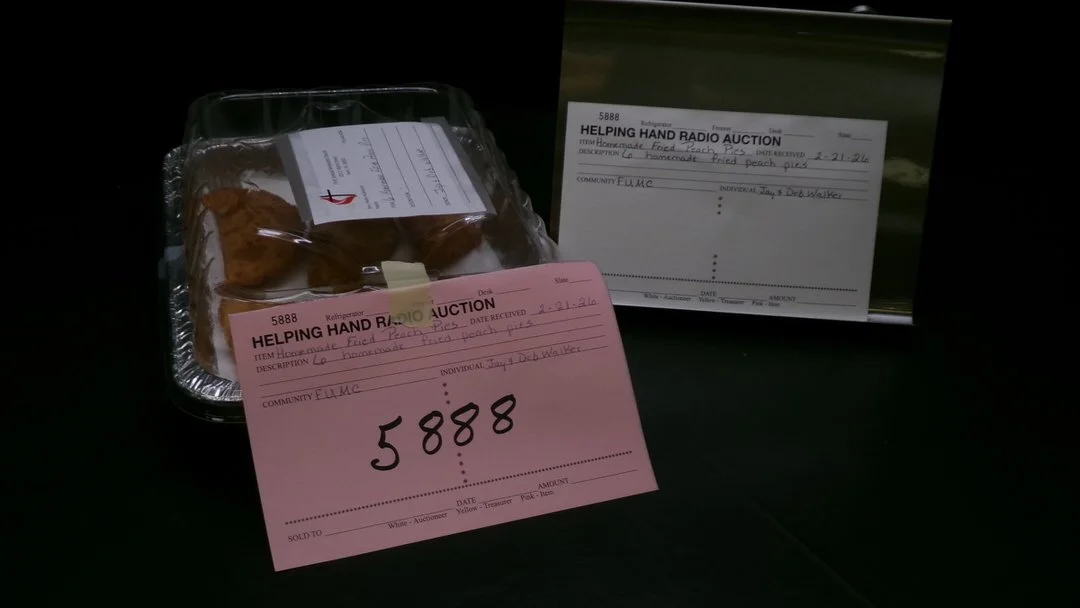 5888
Refrigerator Freezer Desk Slate
HELPING HAND RADIO AUCTION
ITEM Homemade Fried Peach Pies DATE RECEIVED 2-21-26
DESCRIPTION 6 homemade fried peach pies
COMMUNITY FUMC INDIVIDUAL Jay & Deb Walker
DATE AMOUNT
White - Auctioneer Yellow - Treasurer Pink - Item
5888
Refrigerator Desk Slate
HELPING HAND RADIO AUCTION
ITEM Homemade Fried Peach Pies DATE RECEIVED 2-21-26
DESCRIPTION 6 homemade fried peach pies
COMMUNITY FUMC INDIVIDUAL Jay & Deb Walker
5888
SOLD TO DATE AMOUNT
White - Auctioneer Yellow - Treasurer Pink - Item